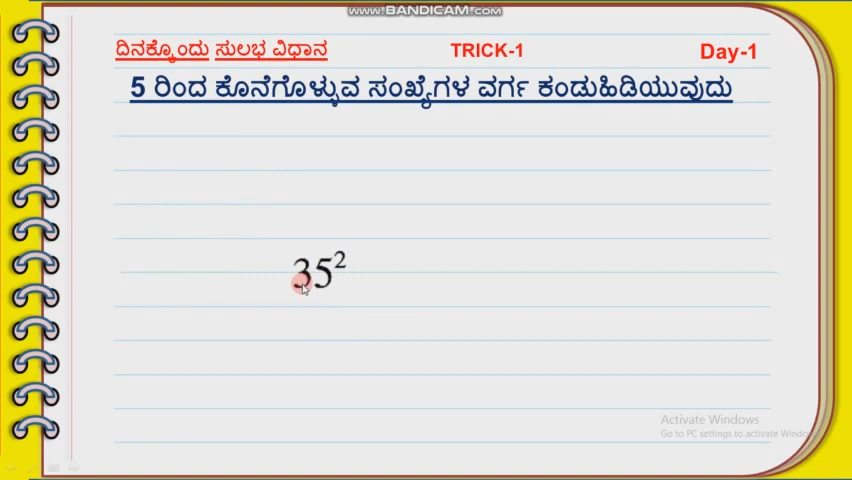 WWW.BANDICAM.COM
ದಿನಕ್ಕೊಂದು ಸುಲಭ ವಿಧಾನ TRICK-1 Day-1
5 ರಿಂದ ಕೊನೆಗೊಳ್ಳುವ ಸಂಖ್ಯೆಗಳ ವರ್ಗ ಕಂಡುಹಿಡಿಯುವುದು
35²
Activate Windows
Go to PC settings to activate Windows